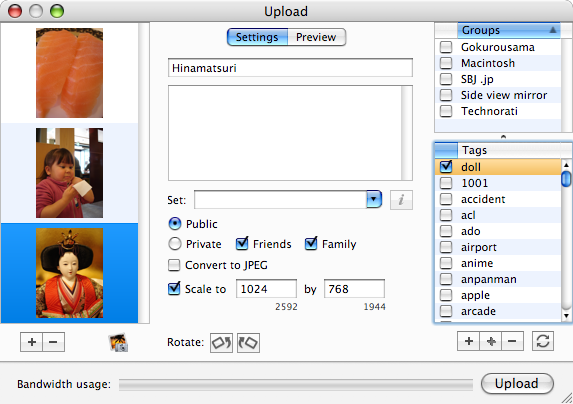 Upload
Settings Preview
Hinamatsuri
Set:
Public
Private Friends Family
Convert to JPEG
Scale to 1024 by 768
2592 1944
Rotate:
Groups
Gokurousama
Macintosh
SBJ .jp
Side view mirror
Technorati
Tags
doll
1001
accident
acl
ado
airport
anime
anpanman
apple
arcade
Bandwidth usage:
Upload